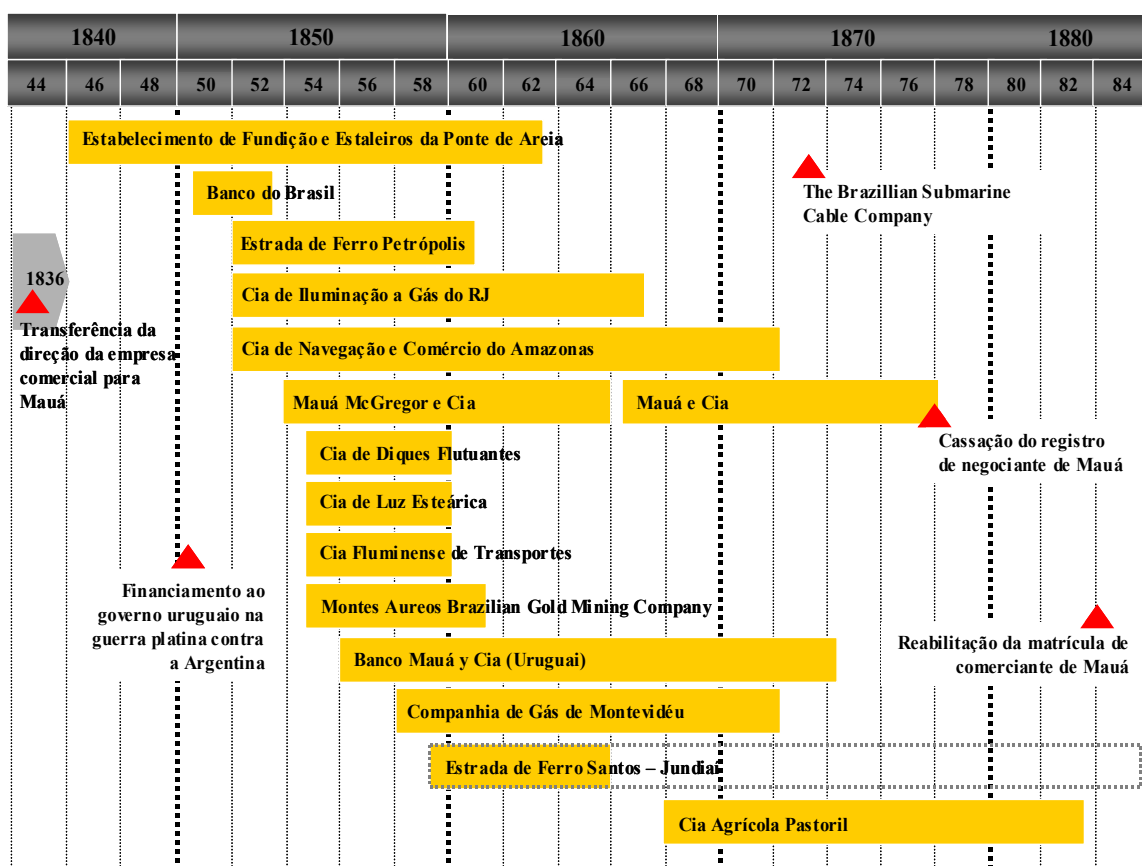 1840 1850 1860 1870 1880
44 46 48 50 52 54 56 58 60 62 64 66 68 70 72 74 76 78 80 82 84
Estabelecimento de Fundição e Estaleiros da Ponte de Areia
The Brazillian Submarine
Cable Company
Banco do Brasil
Estrada de Ferro Petrópolis
1836
Cia de Iluminação a Gás do RJ
Transferência da
direção da empresa
comercial para
Mauá
Cia de Navegação e Comércio do Amazonas
Mauá McGregor e Cia
Mauá e Cia
Cassação do registro
de negociante de Mauá
Cia de Diques Flutuantes
Cia de Luz Esteárica
Cia Fluminense de Transportes
Financiamento ao
governo uruguaio na
guerra platina contra
a Argentina
Montes Aureos Brazilian Gold Mining Company
Reabilitação da matrícula de
comerciante de Mauá
Banco Mauá y Cia (Uruguai)
Companhia de Gás de Montevidéu
Estrada de Ferro Santos – Jundiaí
Cia Agrícola Pastoril